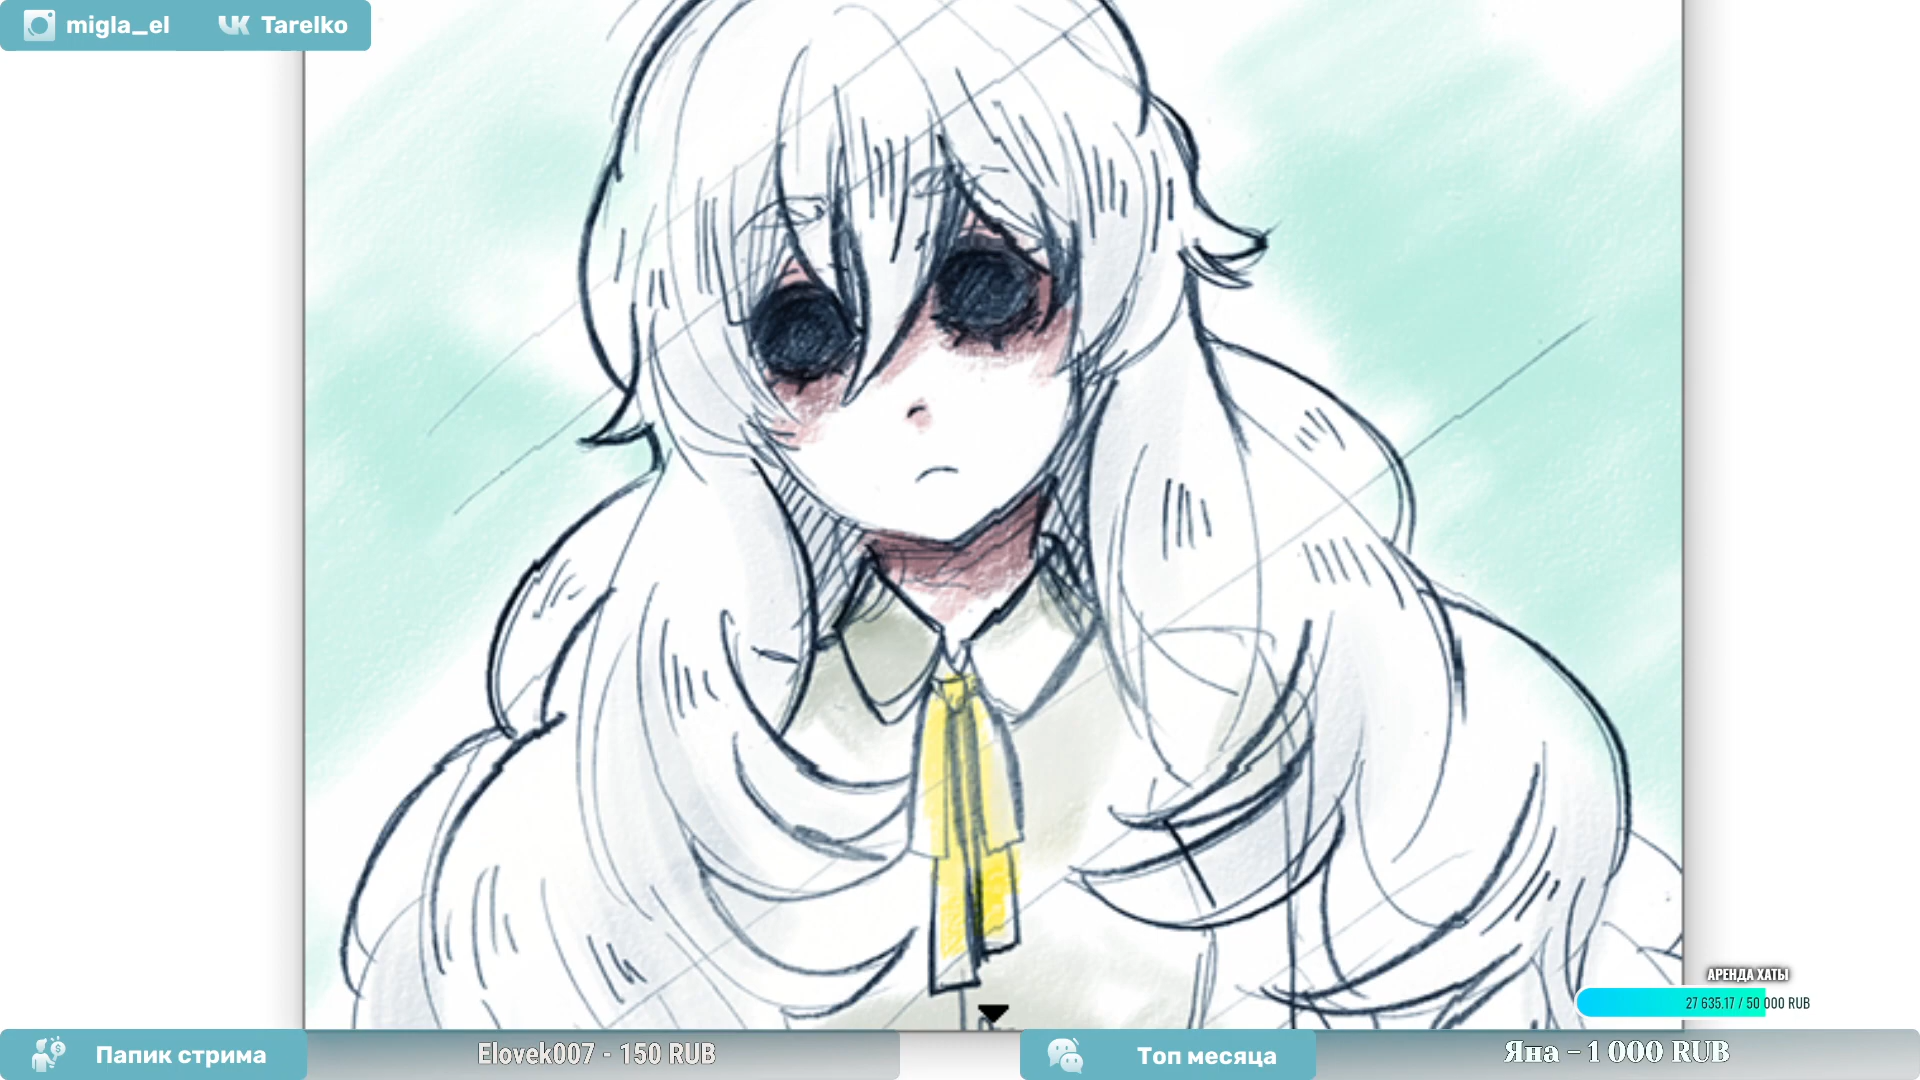 migla_el
Tarelko
АРЕНДА ХАТЫ
27 635.17 / 50 000 RUB
Папик стрима
Elovek007 - 150 RUB
Топ месяца
Яна - 1 000 RUB